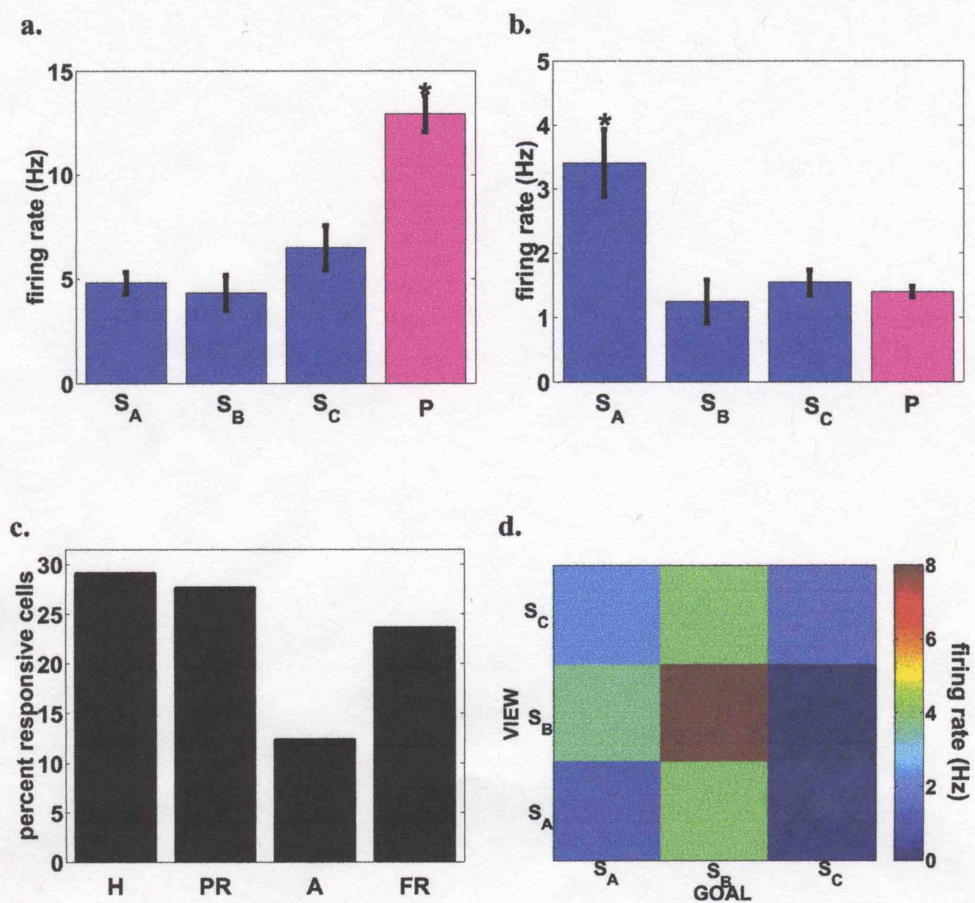 a.
15
10
5
0
firing rate (Hz)
*
S_A S_B S_C P
b.
5
4
3
2
1
0
firing rate (Hz)
*
S_A S_B S_C P
c.
30
25
20
15
10
5
0
percent responsive cells
H PR A FR
d.
S_C
S_B
S_A
VIEW
S_A S_B S_C
GOAL
8
6
4
2
0
firing rate (Hz)